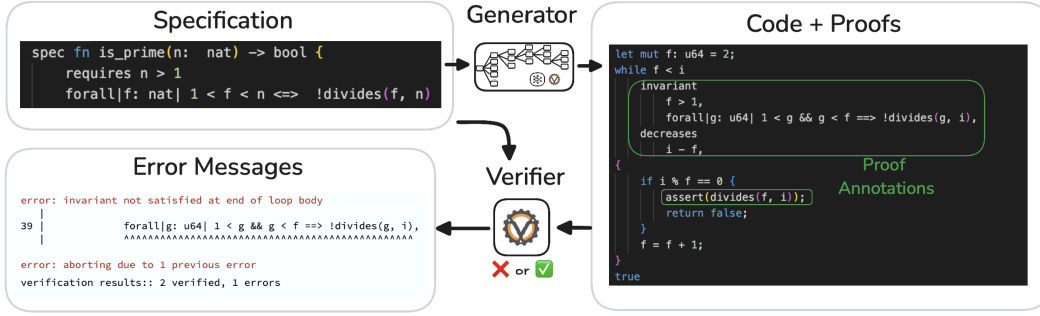 Specification
spec fn is_prime(n: nat) -> bool {
requires n > 1
forall|f: nat| 1 < f < n <=> !divides(f, n)
Generator
Code + Proofs
let mut f: u64 = 2;
while f < i
invariant
f > 1,
forall|g: u64| 1 < g && g < f ==> !divides(g, i),
decreases
i – f,
{
if i % f == 0 {
assert(divides(f, i));
return false;
}
f = f + 1;
}
true
Proof
Annotations
Verifier
❌ or ✅
Error Messages
error: invariant not satisfied at end of loop body
|
39 | forall|g: u64| 1 < g && g < f ==> !divides(g, i),
| ^^^^^^^^^^^^^^^^^^^^^^^^^^^^^^^^^^^^^^^^^^^^^^^^
error: aborting due to 1 previous error
verification results:: 2 verified, 1 errors